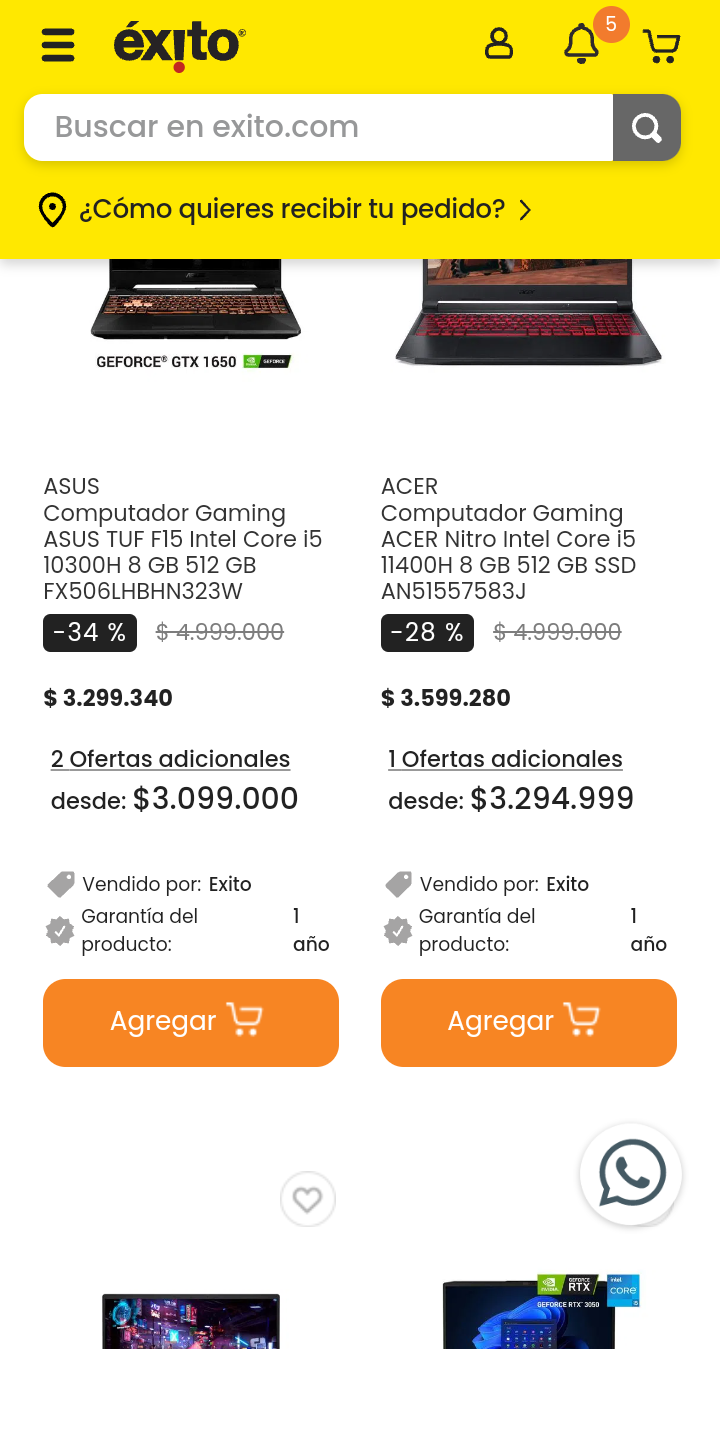 éxito®
5
Buscar en exito.com
¿Cómo quieres recibir tu pedido?
GEFORCE® GTX 1650
GEFORCE
ASUS
Computador Gaming
ASUS TUF F15 Intel Core i5
10300H 8 GB 512 GB
FX506LHBHN323W
-34 % $ 4.999.000
$ 3.299.340
2 Ofertas adicionales
desde: $3.099.000
Vendido por: Exito
Garantía del 1
producto: año
Agregar
ACER
Computador Gaming
ACER Nitro Intel Core i5
11400H 8 GB 512 GB SSD
AN51557583J
-28 % $ 4.999.000
$ 3.599.280
1 Ofertas adicionales
desde: $3.294.999
Vendido por: Exito
Garantía del 1
producto: año
Agregar
NVIDIA
GEFORCE
RTX
intel
CORE
i5
GEFORCE RTX™ 3050